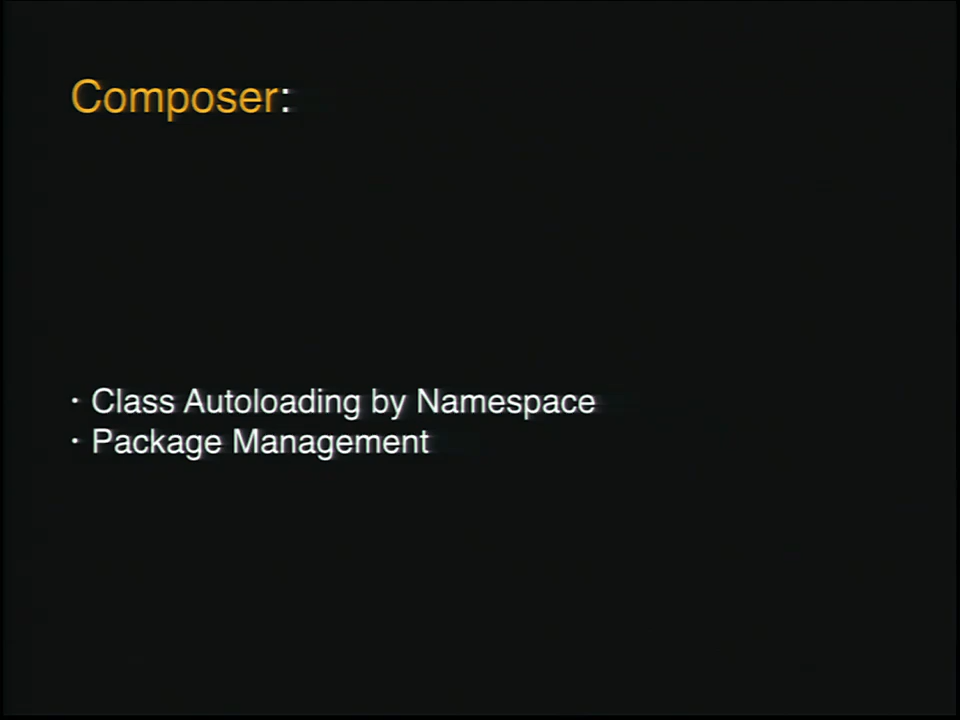 Composer:
· Class Autoloading by Namespace
· Package Management